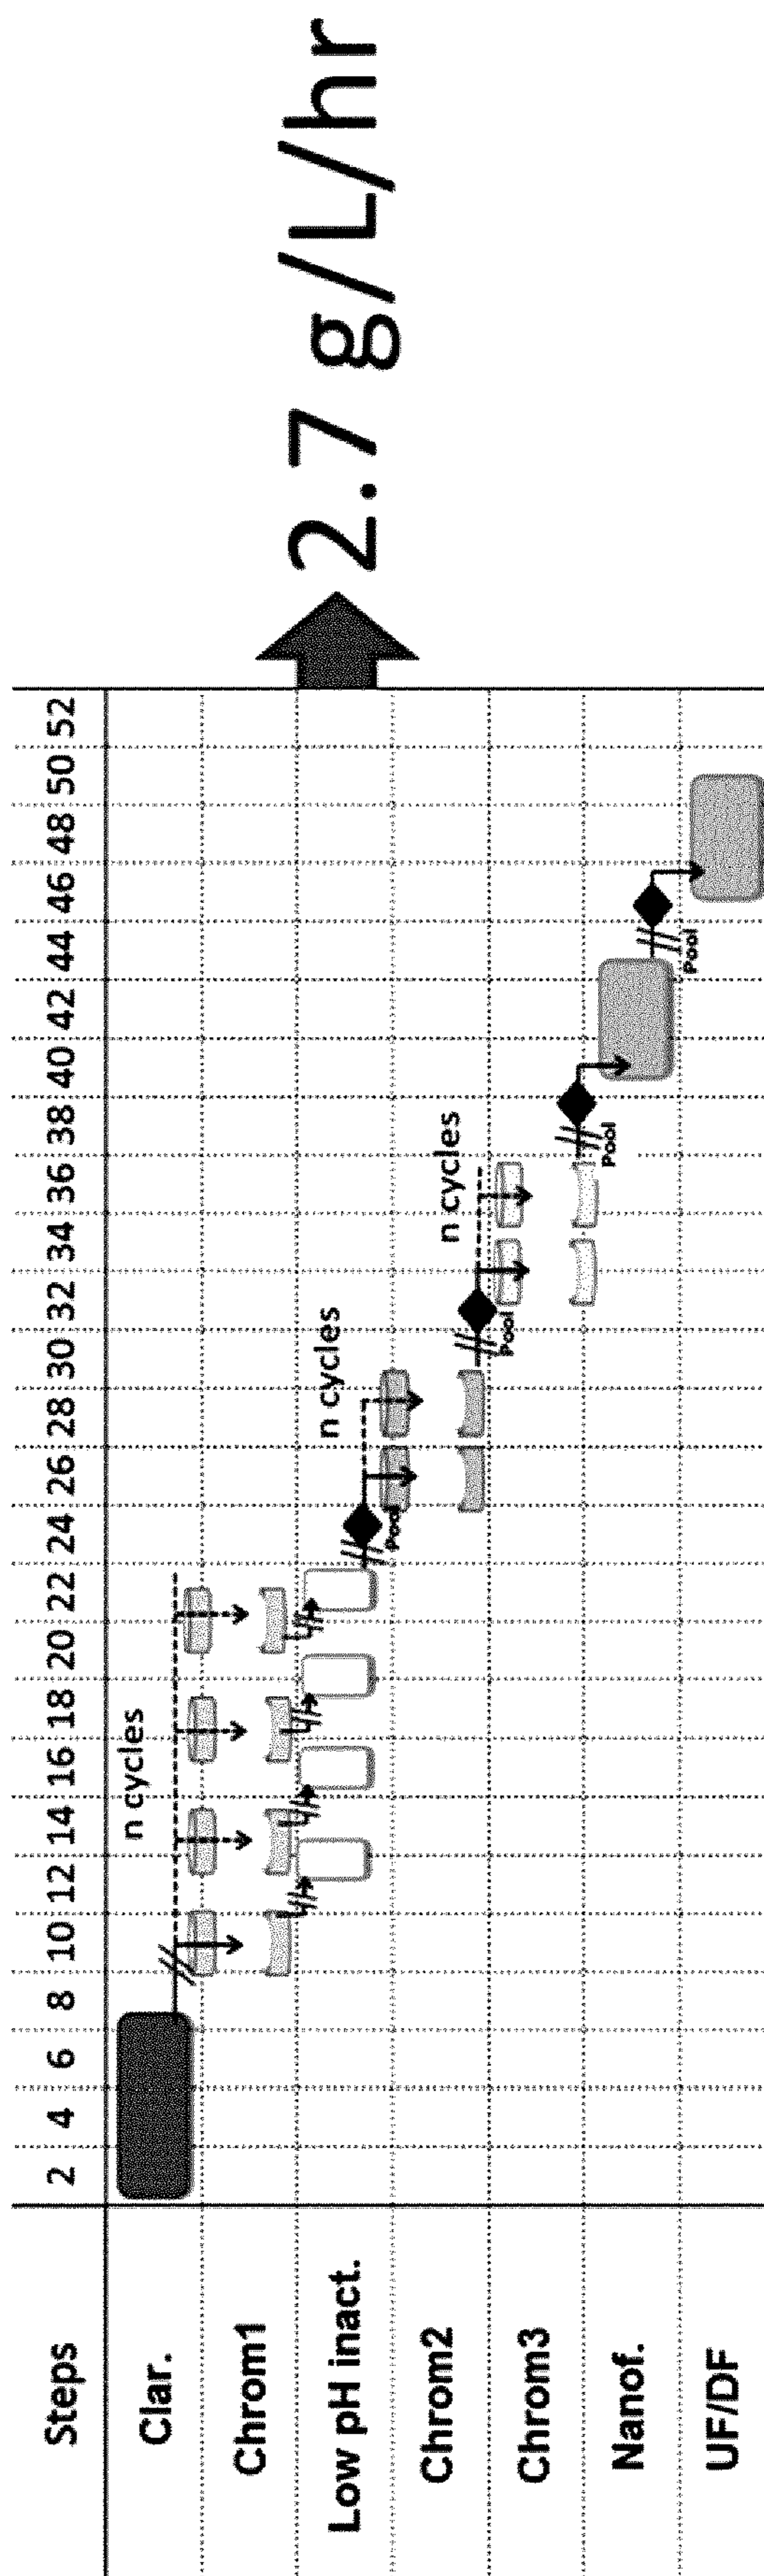 Steps 2 4 6 8 10 12 14 16 18 20 22 24 26 28 30 32 34 36 38 40 42 44 46 48 50 52
Clar.
n cycles
Chrom1
Low pH inact.
Pool
n cycles
2.7 g/L/hr
Chrom2
Pool
n cycles
Chrom3
Pool
Nanof.
Pool
UF/DF